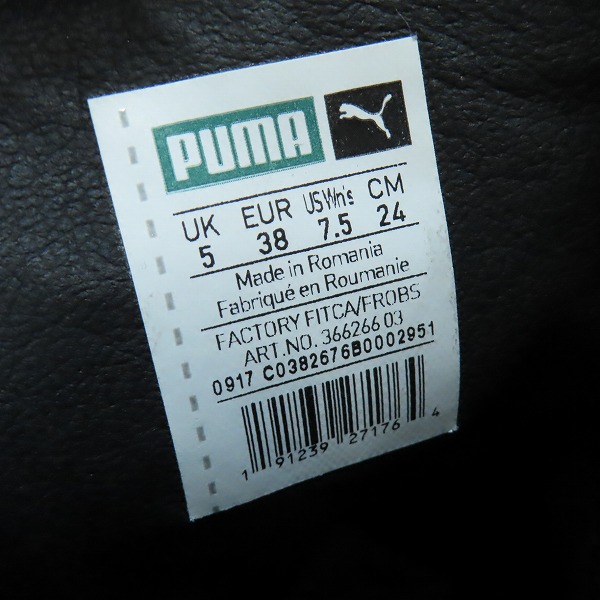 PUMA
UK EUR US Wn's CM
5 38 7.5 24
Made in Romania
Fabriqué en Roumanie
FACTORY FITCA/FROBS
ART.NO. 366266 03
0917 C0382676B0002951
1 91239 27176 4